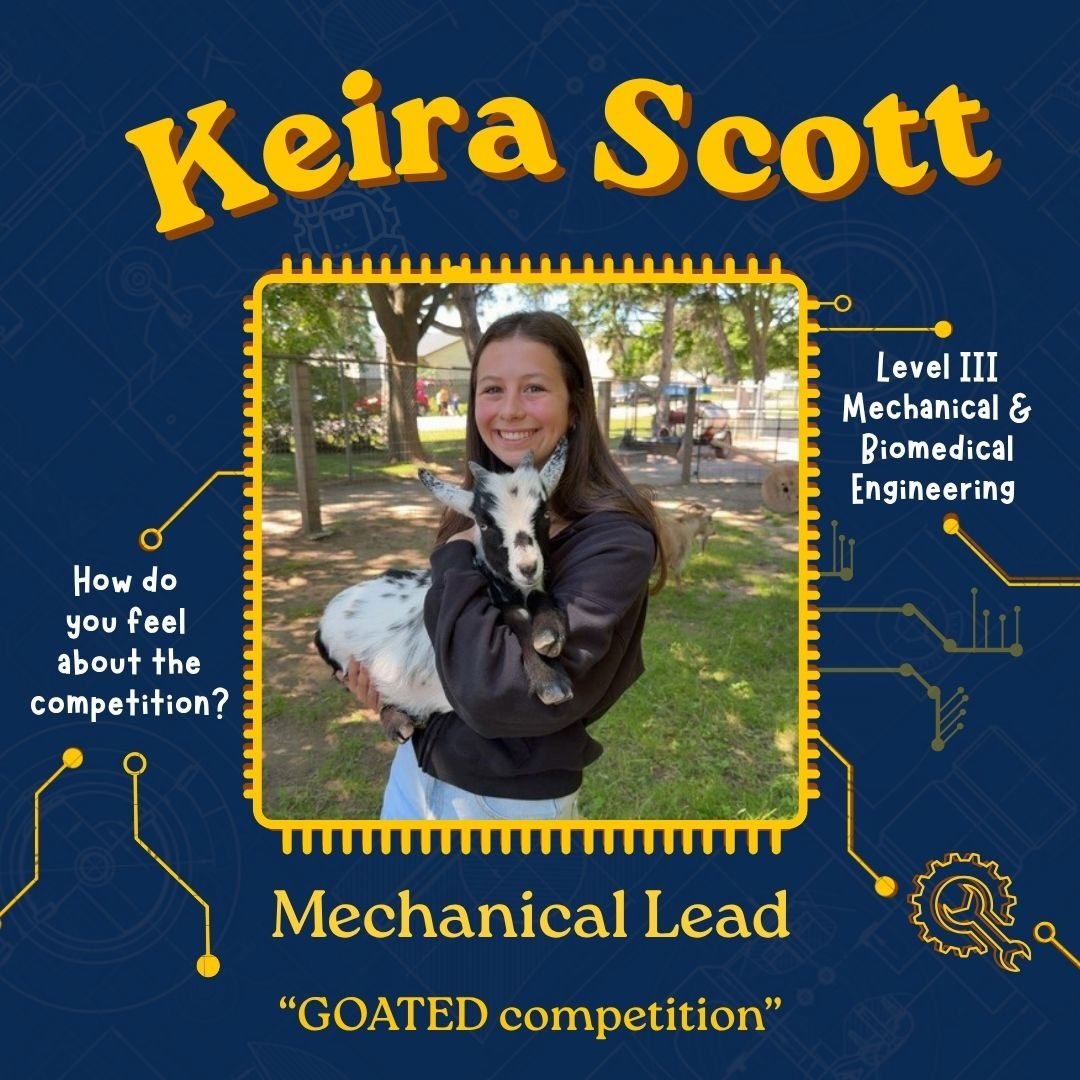 Keira Scott
Level III
Mechanical &
Biomedical
Engineering
How do
you feel
about the
competition?
Mechanical Lead
“GOATED competition”